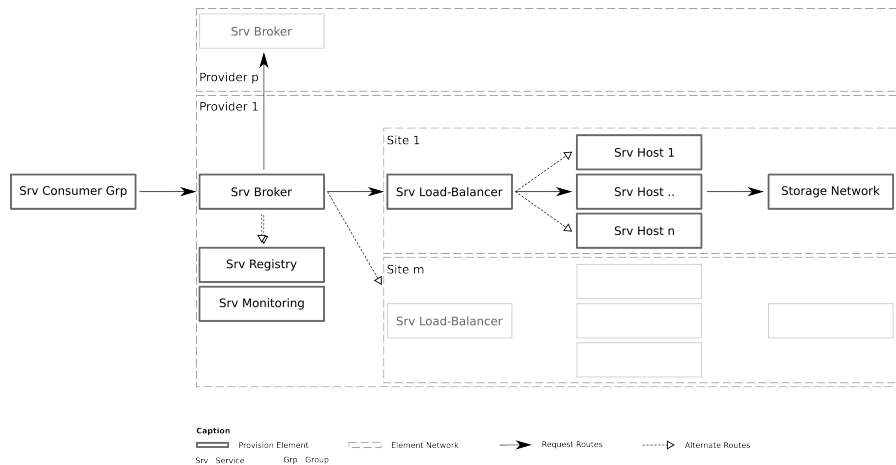 Srv Broker
Provider p
Provider 1
Site 1
Srv Host 1
Srv Consumer Grp
Srv Broker
Srv Load-Balancer
Srv Host ..
Storage Network
Srv Host n
Srv Registry
Site m
Srv Monitoring
Srv Load-Balancer
Caption
Provision Element
Element Network
Request Routes
Alternate Routes
Srv Service
Grp Group